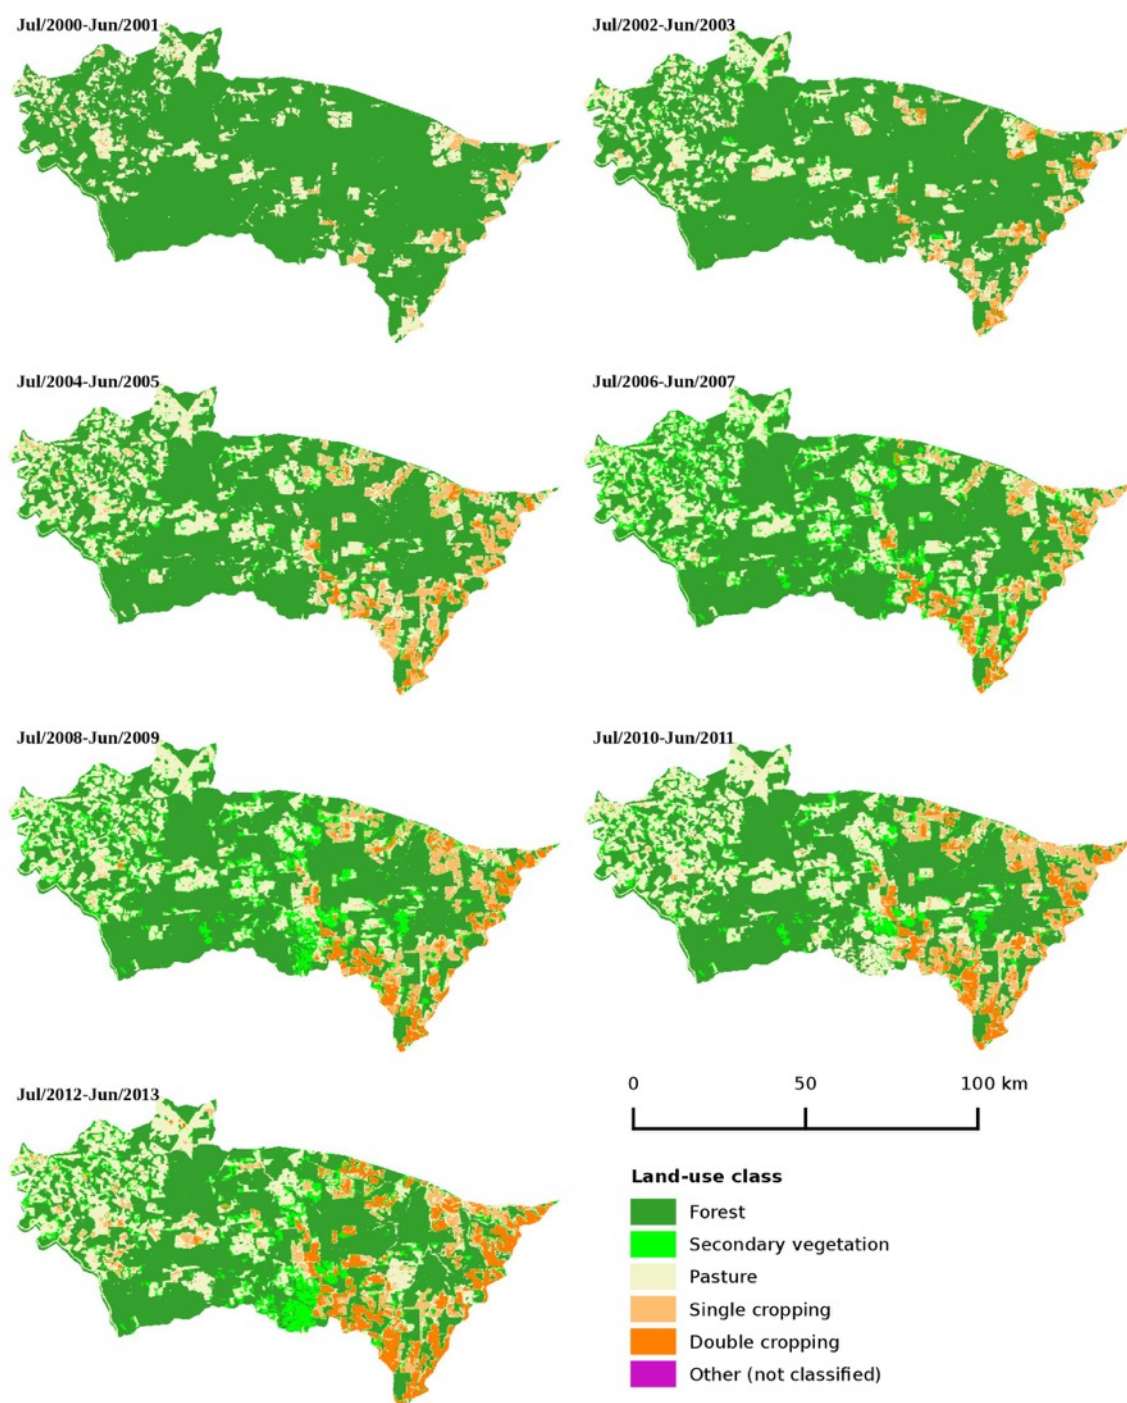 Jul/2000-Jun/2001
Jul/2002-Jun/2003
Jul/2004-Jun/2005
Jul/2006-Jun/2007
Jul/2008-Jun/2009
Jul/2010-Jun/2011
Jul/2012-Jun/2013
0 50 100 km
Land-use class
Forest
Secondary vegetation
Pasture
Single cropping
Double cropping
Other (not classified)